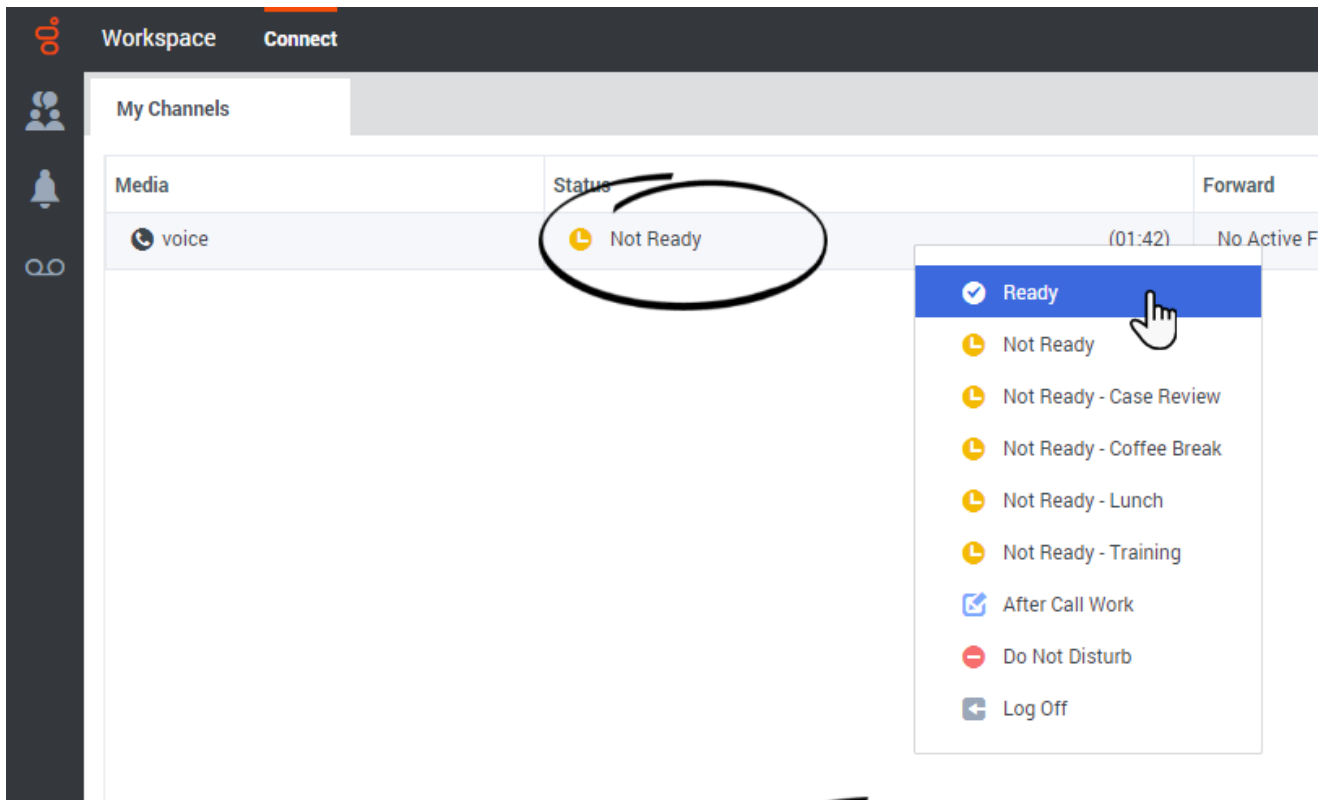 Workspace Connect
My Channels
Media Status Forward
voice Not Ready (01:42) No Active F
Ready
Not Ready
Not Ready - Case Review
Not Ready - Coffee Break
Not Ready - Lunch
Not Ready - Training
After Call Work
Do Not Disturb
Log Off